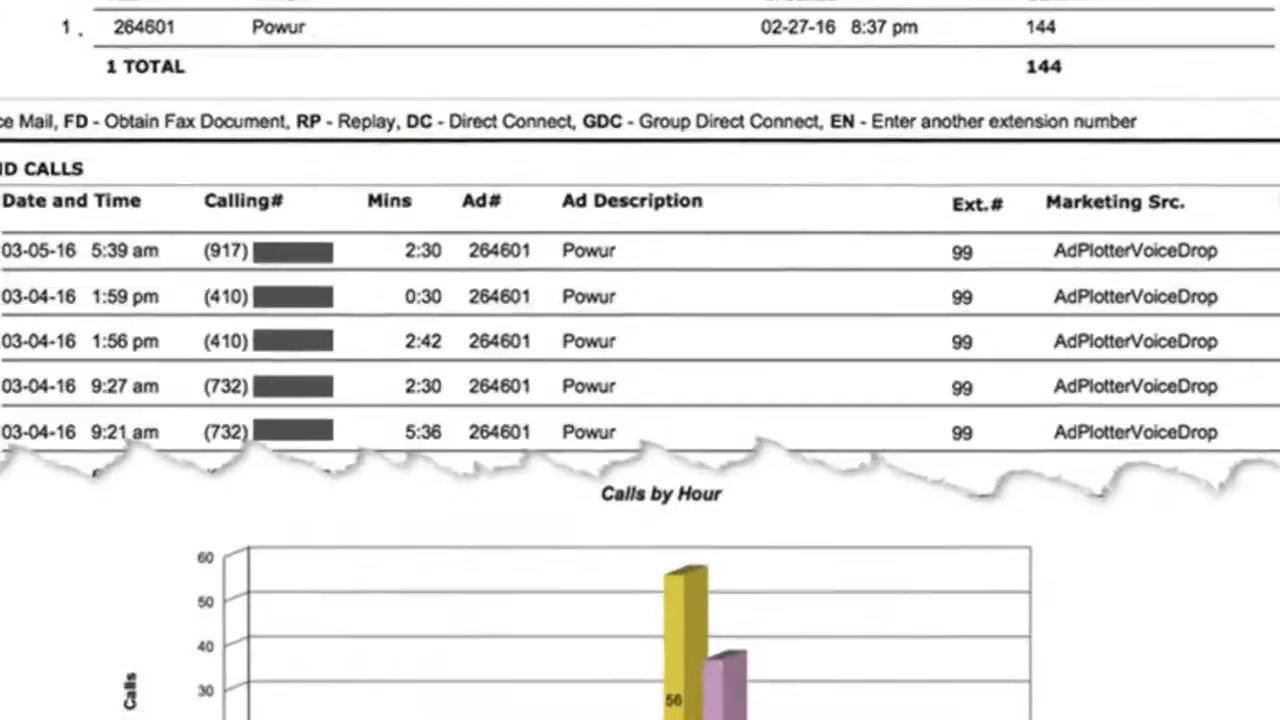 1. 264601 Powur 02-27-16 8:37 pm 144
1 TOTAL 144
ce Mail, FD - Obtain Fax Document, RP - Replay, DC - Direct Connect, GDC - Group Direct Connect, EN - Enter another extension number
ND CALLS
Date and Time Calling# Mins Ad# Ad Description Ext.# Marketing Src.
03-05-16 5:39 am (917) 2:30 264601 Powur 99 AdPlotterVoiceDrop
03-04-16 1:59 pm (410) 0:30 264601 Powur 99 AdPlotterVoiceDrop
03-04-16 1:56 pm (410) 2:42 264601 Powur 99 AdPlotterVoiceDrop
03-04-16 9:27 am (732) 2:30 264601 Powur 99 AdPlotterVoiceDrop
03-04-16 9:21 am (732) 5:36 264601 Powur 99 AdPlotterVoiceDrop
Calls by Hour
60
50
40
30
Calls
56